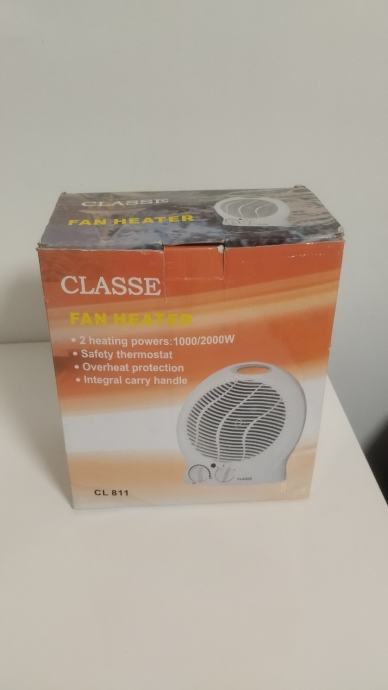 CLASSE
FAN HEATER
CLASSE
FAN HEATER
• 2 heating powers:1000/2000W
• Safety thermostat
• Overheat protection
• Integral carry handle
CLASSE
CL 811